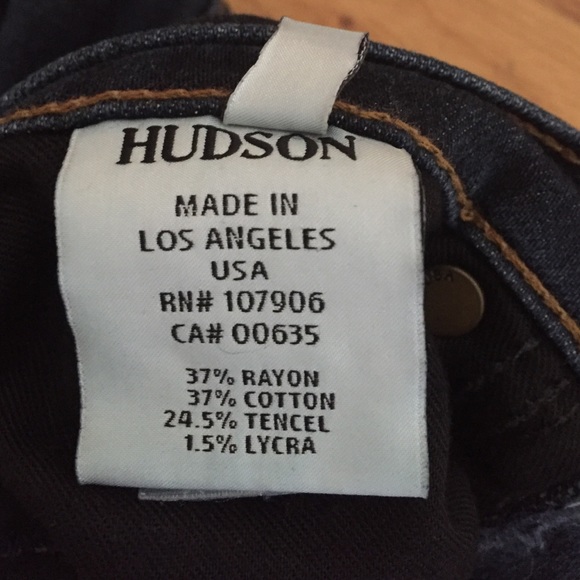 HUDSON
MADE IN
LOS ANGELES
USA
RN# 107906
CA# 00635
37% RAYON
37% COTTON
24.5% TENCEL
1.5% LYCRA